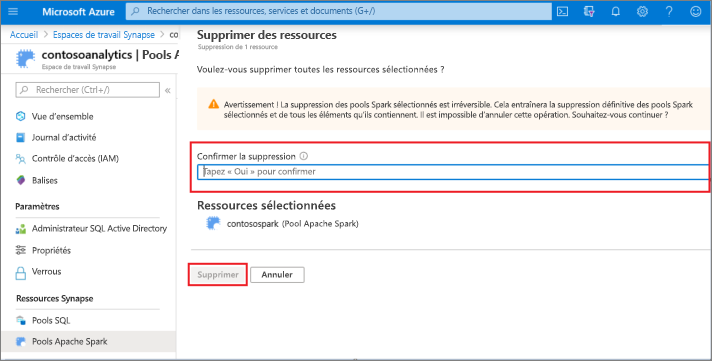 Microsoft Azure
Rechercher dans les ressources, services et documents (G+/)
Accueil > Espaces de travail Synapse > co
contosoanalytics | Pools A
Espace de travail Synapse
Rechercher (Ctrl+/)
«
Vue d'ensemble
Journal d'activité
Contrôle d'accès (IAM)
Balises
Paramètres
Administrateur SQL Active Directory
Propriétés
Verrous
Ressources Synapse
Pools SQL
Pools Apache Spark
Supprimer des ressources
Suppression de 1 ressource
Voulez-vous supprimer toutes les ressources sélectionnées ?
Avertissement ! La suppression des pools Spark sélectionnés est irréversible. Cela entraînera la suppression définitive des pools Spark
sélectionnés et de tous les éléments qu'ils contiennent. Il est impossible d'annuler cette opération. Souhaitez-vous continuer ?
Confirmer la suppression
Tapez « Oui » pour confirmer
Ressources sélectionnées
contosospark (Pool Apache Spark)
Supprimer
Annuler